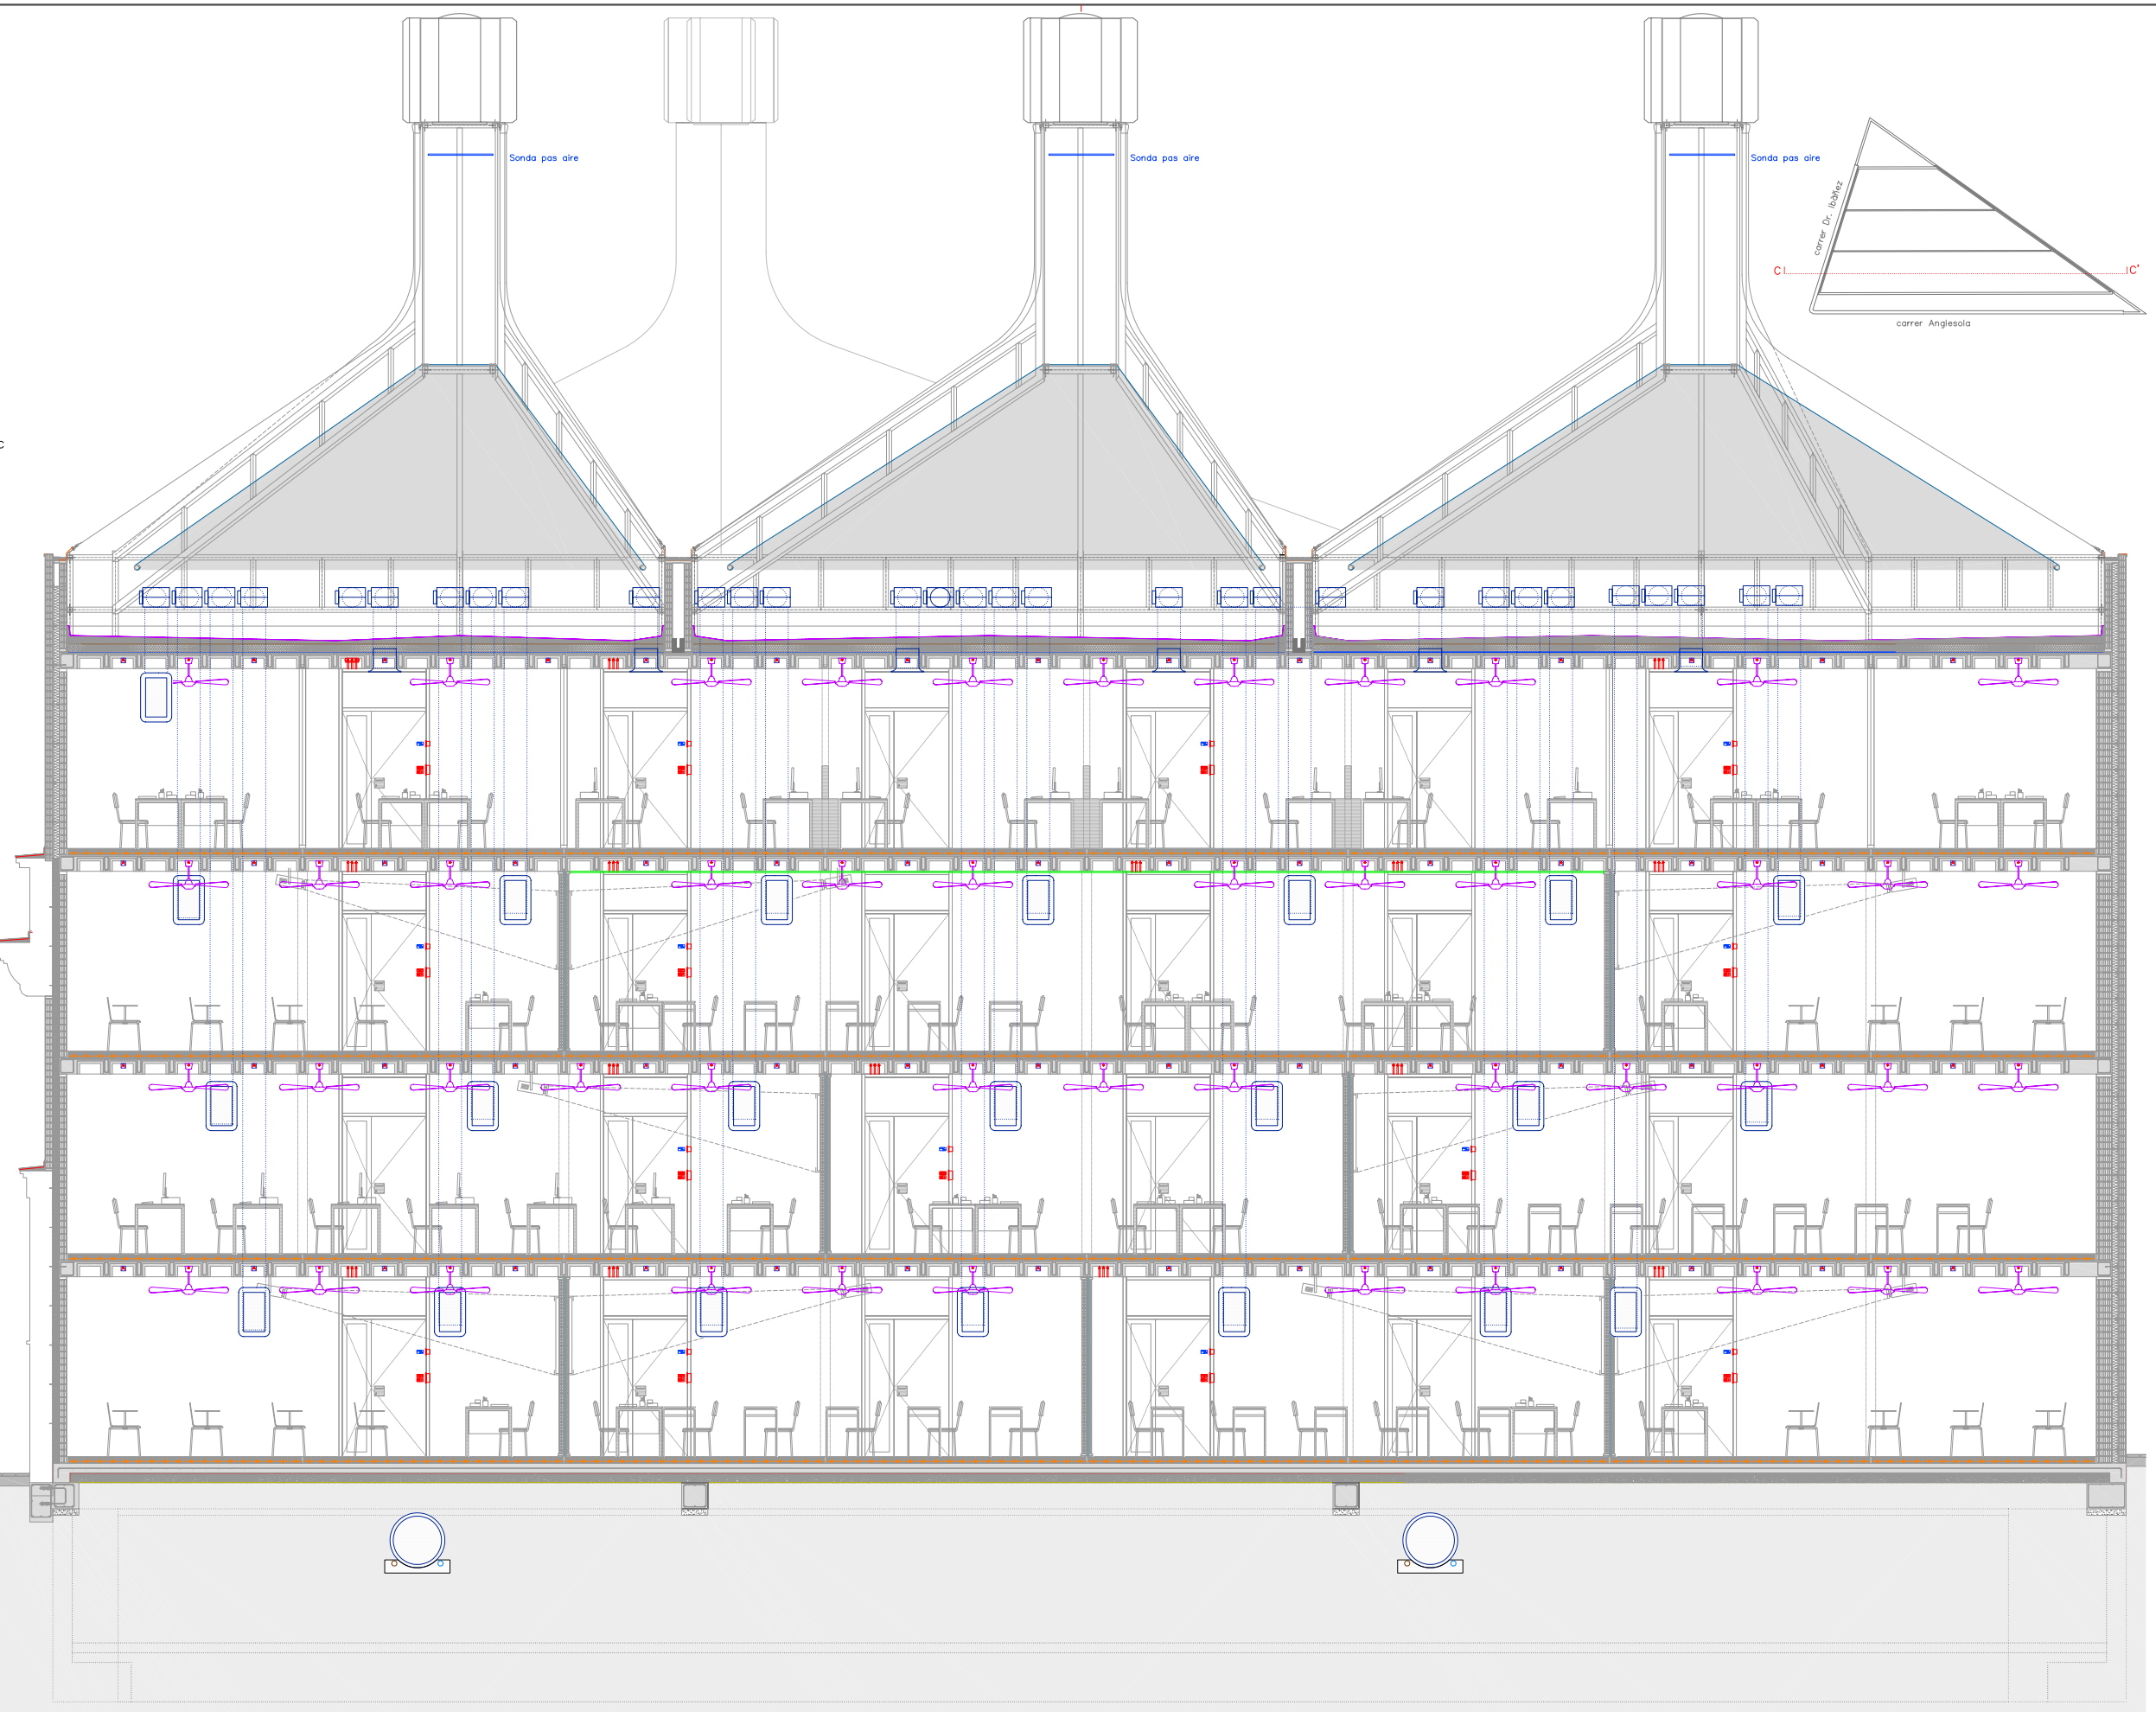 Sonda pas aire
Sonda pas aire
Sonda pas aire
carrer Dr. Ibáñez
C
C'
carrer Anglesola
c